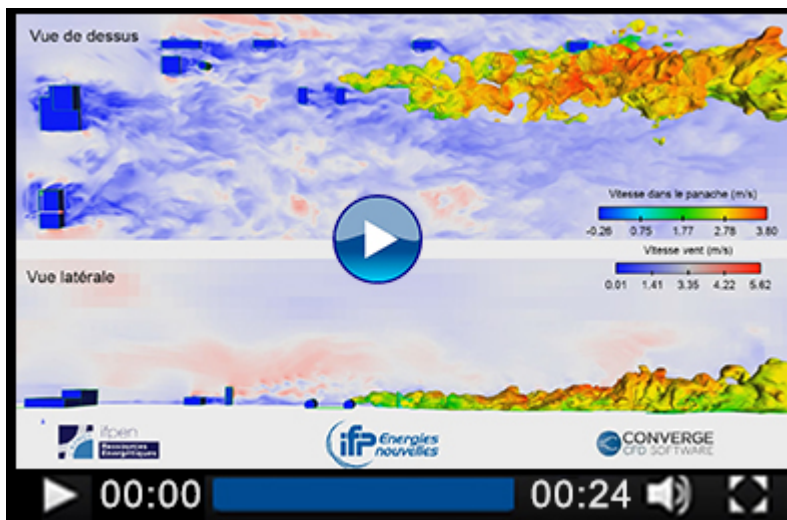 Vue de dessus
Vitesse dans le panache (m/s)
-0.26 0.75 1.77 2.78 3.80
Vitesse vent (m/s)
0.01 1.41 3.35 4.22 5.62
Vue latérale
ifpen
Ressources
Energétiques
ifp Energies
nouvelles
CONVERGE
CFD SOFTWARE
00:00 00:24